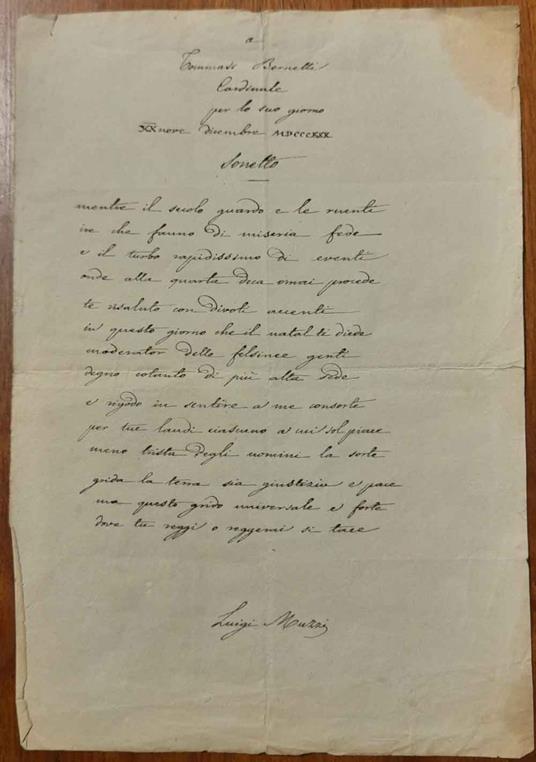 a
Tommaso Bernetti
Cardinale
per lo suo giorno
XXnove dicembre MDCCCXXX
Sonetto
mentre il secolo guardo e le ruenti
ire che fanno di miseria fede
e il turbo rapidissimo di eventi
onde alla quarta deca omai procede
te risaluto con divoti accenti
in questo giorno che il natal ti diede
moderator delle felsinee genti
degno cotanto di più alta sede
e n godo in sentire a me consorte
per tue laudi ciascuno a cui sol piace
meno trista degli uomini la sorte
grida la terra sia giustizia e pace
ma questo grido universale e forte
dove tu reggi o reggerai si tace
Luigi Muzzi